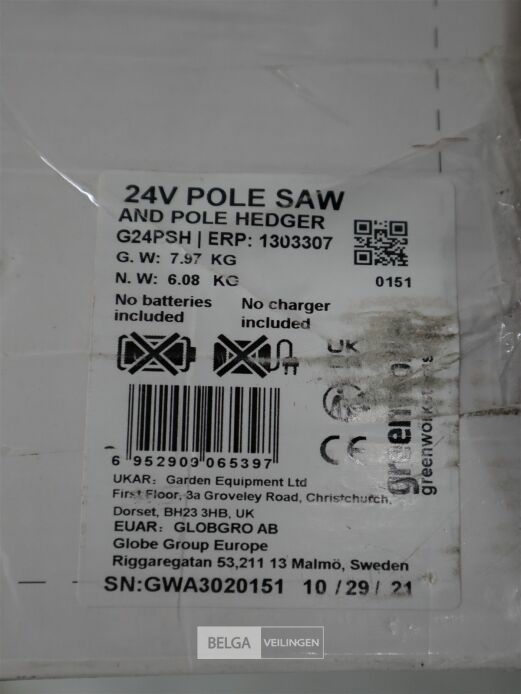 24V POLE SAW
AND POLE HEDGER
G24PSH | ERP: 1303307
G. W: 7.97 KG
N. W: 6.08 KG
0151
No batteries
included
No charger
included
UK
CE
6 952909 065397
UKAR: Garden Equipment Ltd
First Floor, 3a Groveley Road, Christchurch,
Dorset, BH23 3HB, UK
EUAR: GLOBGRO AB
Globe Group Europe
Riggaregatan 53,211 13 Malmö, Sweden
SN:GWA3020151 10 / 29 / 21
BELGA VEILINGEN